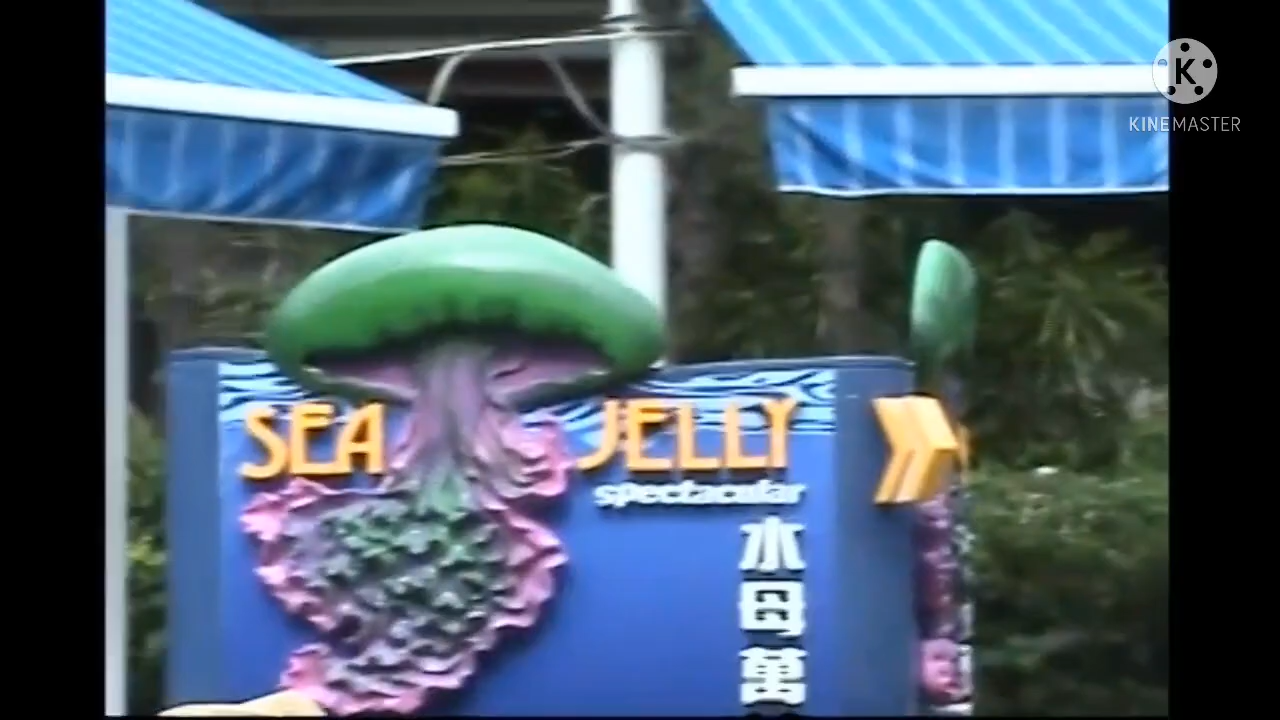 KINEMASTER
SEA JELLY
spectacular
水
母
萬